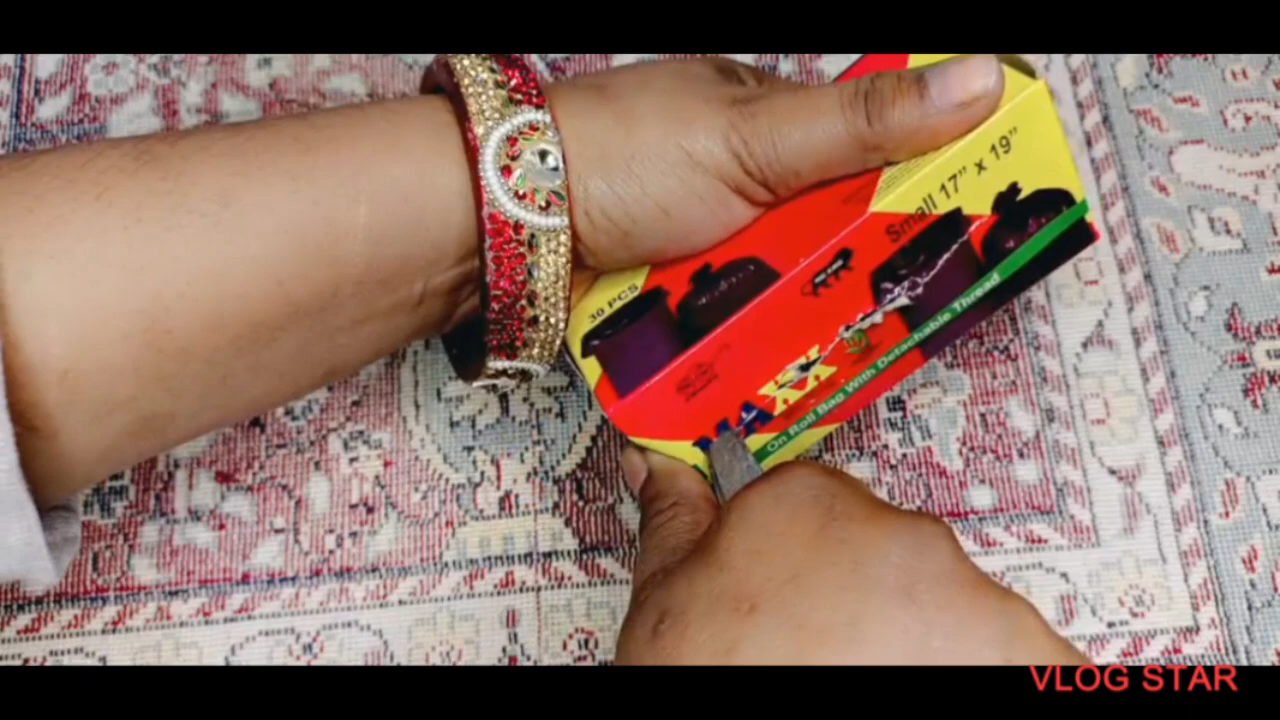 Small 17" x 19"
30 PCS
On Roll Bag With Detachable Thread
VLOG STAR